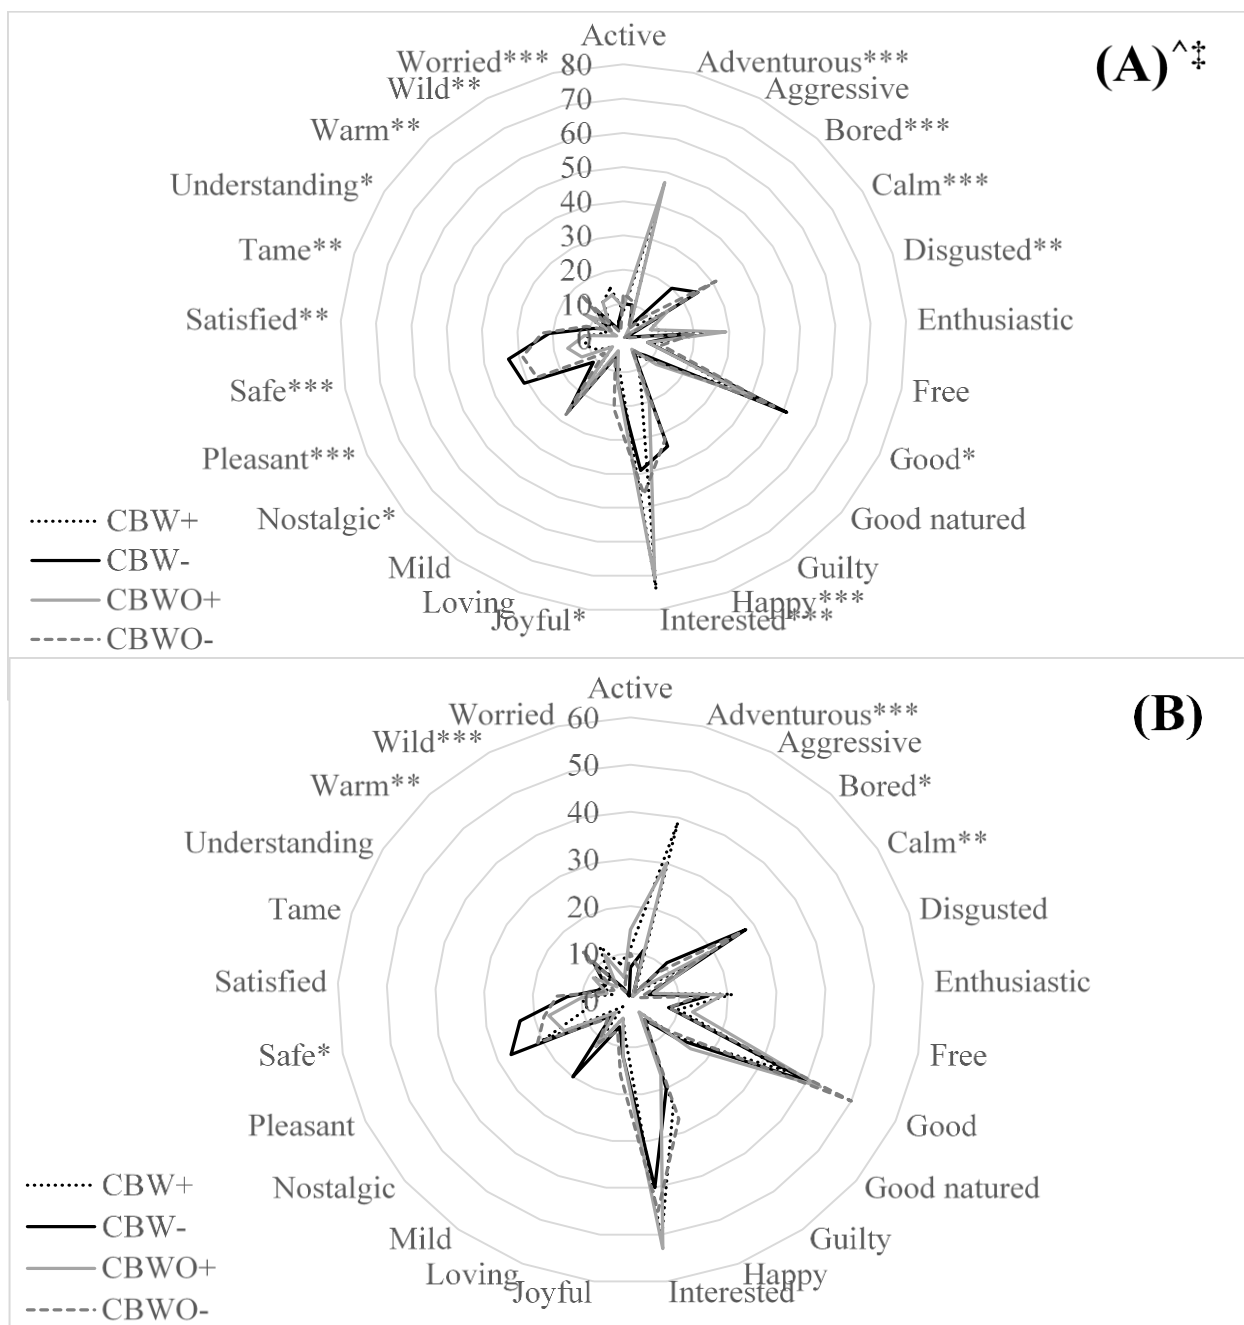 (A)^‡
Active
Worried***
Adventurous***
Wild**
Aggressive
Warm**
Bored***
Understanding*
Calm***
Tame**
Disgusted**
Satisfied**
Enthusiastic
Safe***
Free
Pleasant***
Good*
Nostalgic*
Good natured
Mild
Guilty
Loving
Happy***
Joyful*
Interested***
80
70
60
50
40
30
20
10
0
CBW+
CBW-
CBWO+
CBWO-
(B)
Active
Worried
Adventurous***
Wild***
Aggressive
Warm**
Bored*
Understanding
Calm**
Tame
Disgusted
Satisfied
Enthusiastic
Safe*
Free
Pleasant
Good
Nostalgic
Good natured
Mild
Guilty
Loving
Happy
Joyful
Interested
60
50
40
30
20
10
0
CBW+
CBW-
CBWO+
CBWO-